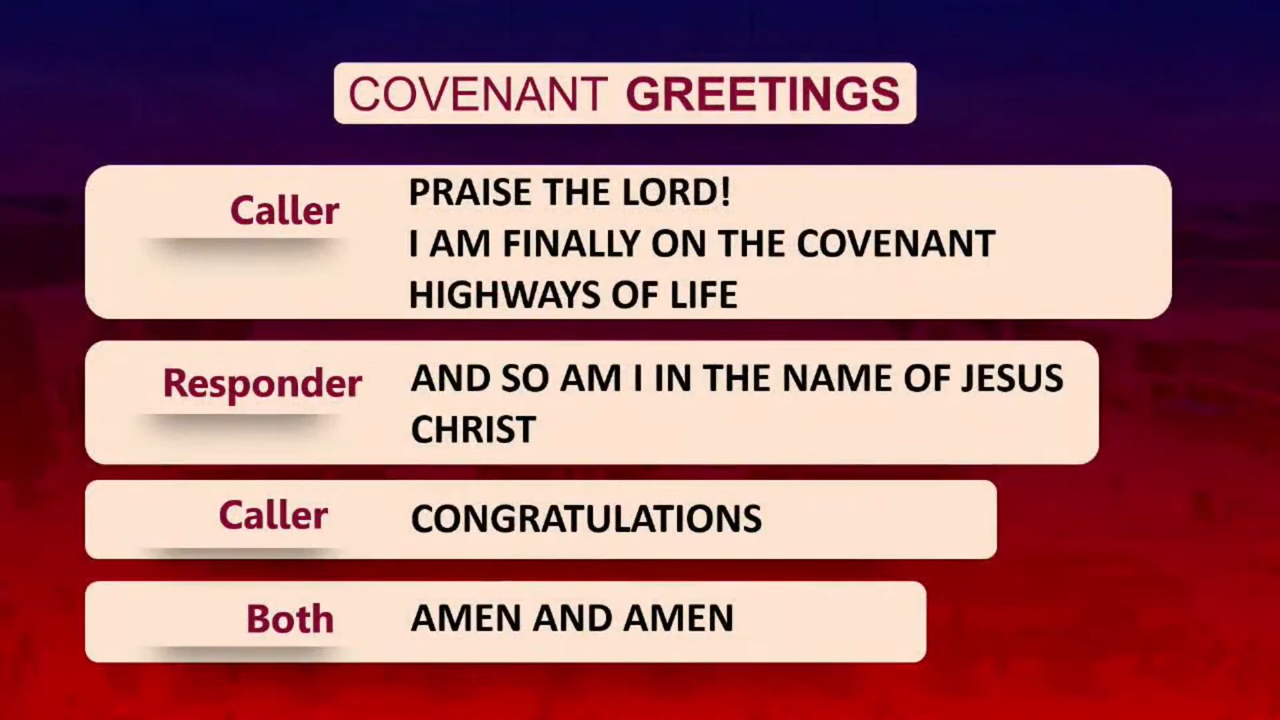 COVENANT GREETINGS
Caller
PRAISE THE LORD!
I AM FINALLY ON THE COVENANT
HIGHWAYS OF LIFE
Responder
AND SO AM I IN THE NAME OF JESUS
CHRIST
Caller
CONGRATULATIONS
Both
AMEN AND AMEN